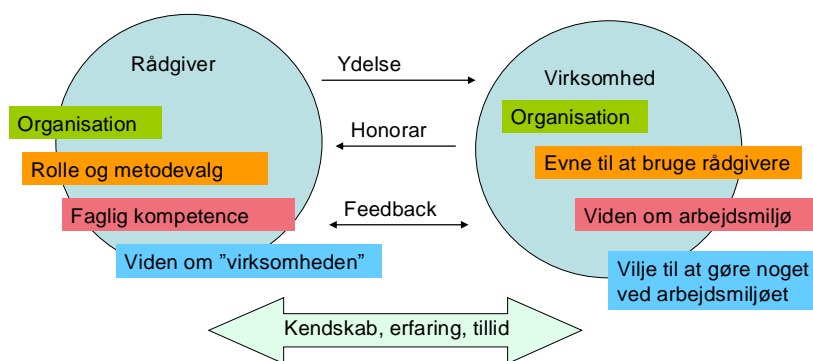 Rådgiver
Organisation
Rolle og metodevalg
Faglig kompetence
Viden om ”virksomheden”
Ydelse
Honorar
Feedback
Virksomhed
Organisation
Evne til at bruge rådgivere
Viden om arbejdsmiljø
Vilje til at gøre noget
ved arbejdsmiljøet
Kendskab, erfaring, tillid